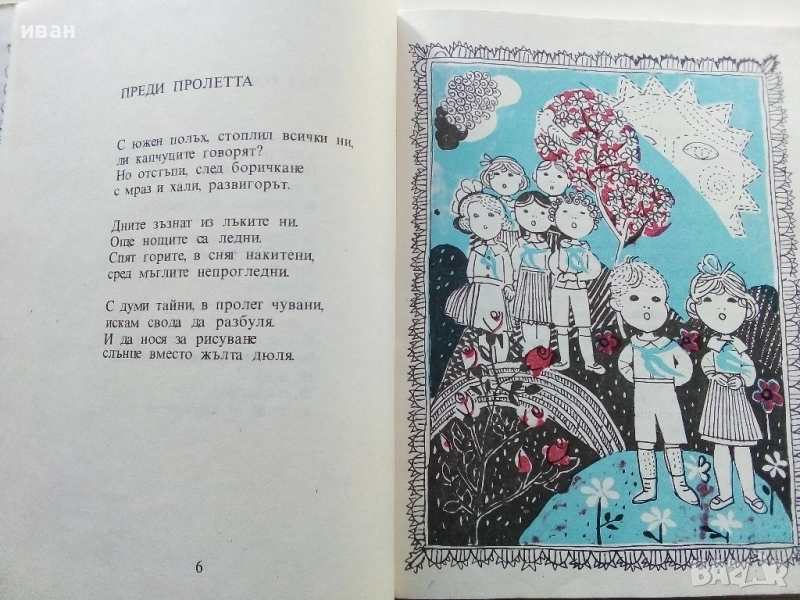 иван
ПРЕДИ ПРОЛЕТТА
С южен полъх, стоплил всички ни,
ли капчуците говорят?
Но отстъпи, след боричкане
с мраз и хали, развигорът.
Дните зъзнат из лъките ни.
Още нощите са ледни.
Спят горите, в сняг накитени,
сред мъглите непрогледни.
С думи тайни, в пролет чувани,
искам свода да разбуля.
И да нося за рисуване
слънце вместо жълта дюля.
6
BAZAR